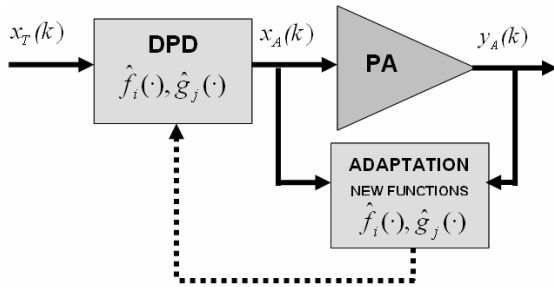 x_T(k)
DPD
f̂_i(·), ĝ_j(·)
x_A(k)
PA
y_A(k)
ADAPTATION
NEW FUNCTIONS
f̂_i(·), ĝ_j(·)